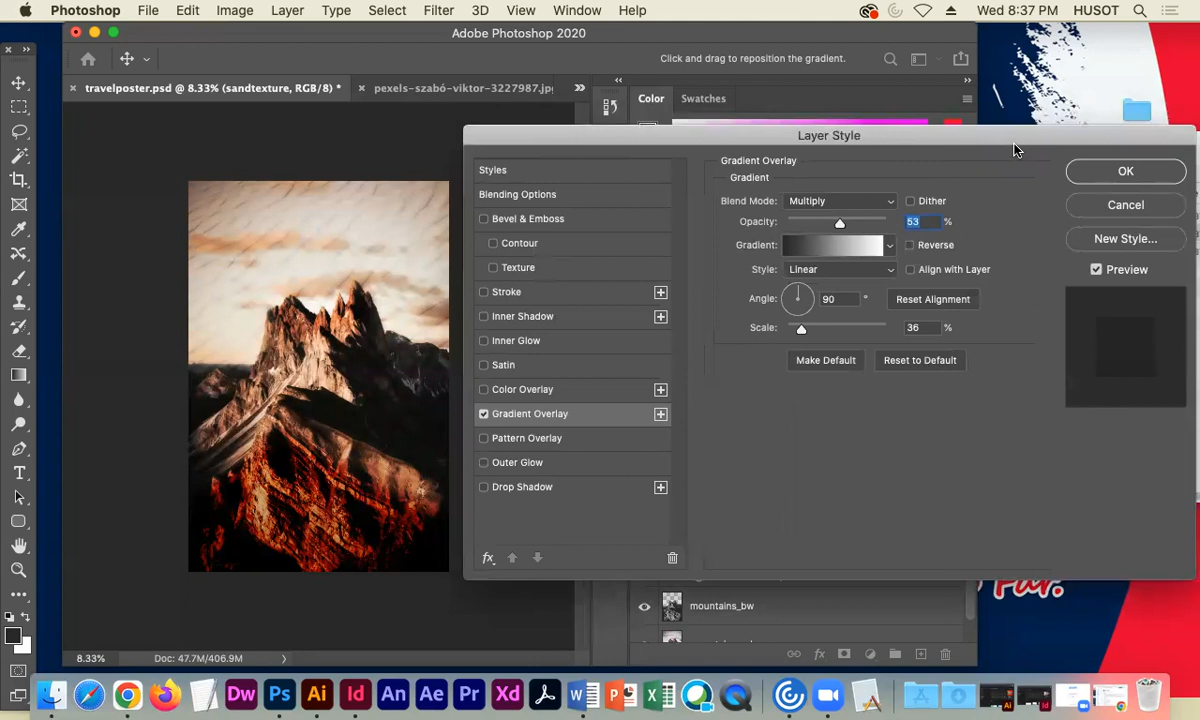 Photoshop File Edit Image Layer Type Select Filter 3D View Window Help Wed 8:37 PM HUSOT
Adobe Photoshop 2020
Click and drag to reposition the gradient.
travelposter.psd @ 8.33% (sandtexture, RGB/8) * pexels-szabó-viktor-3227987.jpg Color Swatches
Layer Style
Styles
Blending Options
Bevel & Emboss
Contour
Texture
Stroke
Inner Shadow
Inner Glow
Satin
Color Overlay
Gradient Overlay
Pattern Overlay
Outer Glow
Drop Shadow
fx
Gradient Overlay
Gradient
Blend Mode: Multiply Dither
Opacity: 53 %
Gradient: Reverse
Style: Linear Align with Layer
Angle: 90 ° Reset Alignment
Scale: 36 %
Make Default Reset to Default
OK
Cancel
New Style...
Preview
mountains_bw
Far.
8.33% Doc: 47.7M/406.9M
fx
Dw Ps Ai Id An Ae Pr Xd